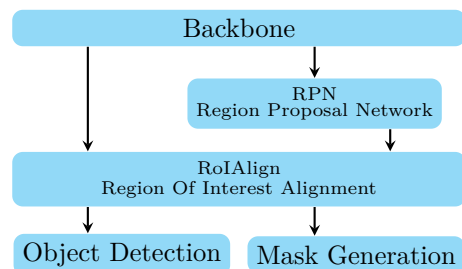 Backbone
RPN
Region Proposal Network
RoIAlign
Region Of Interest Alignment
Object Detection
Mask Generation